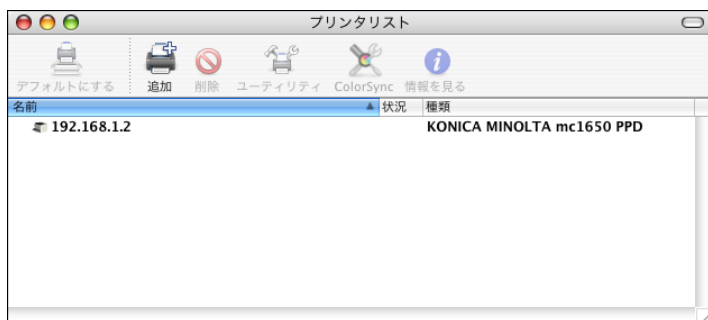 プリンタリスト
デフォルトにする 追加 削除 ユーティリティ ColorSync 情報を見る
名前 状況 種類
192.168.1.2 KONICA MINOLTA mc1650 PPD